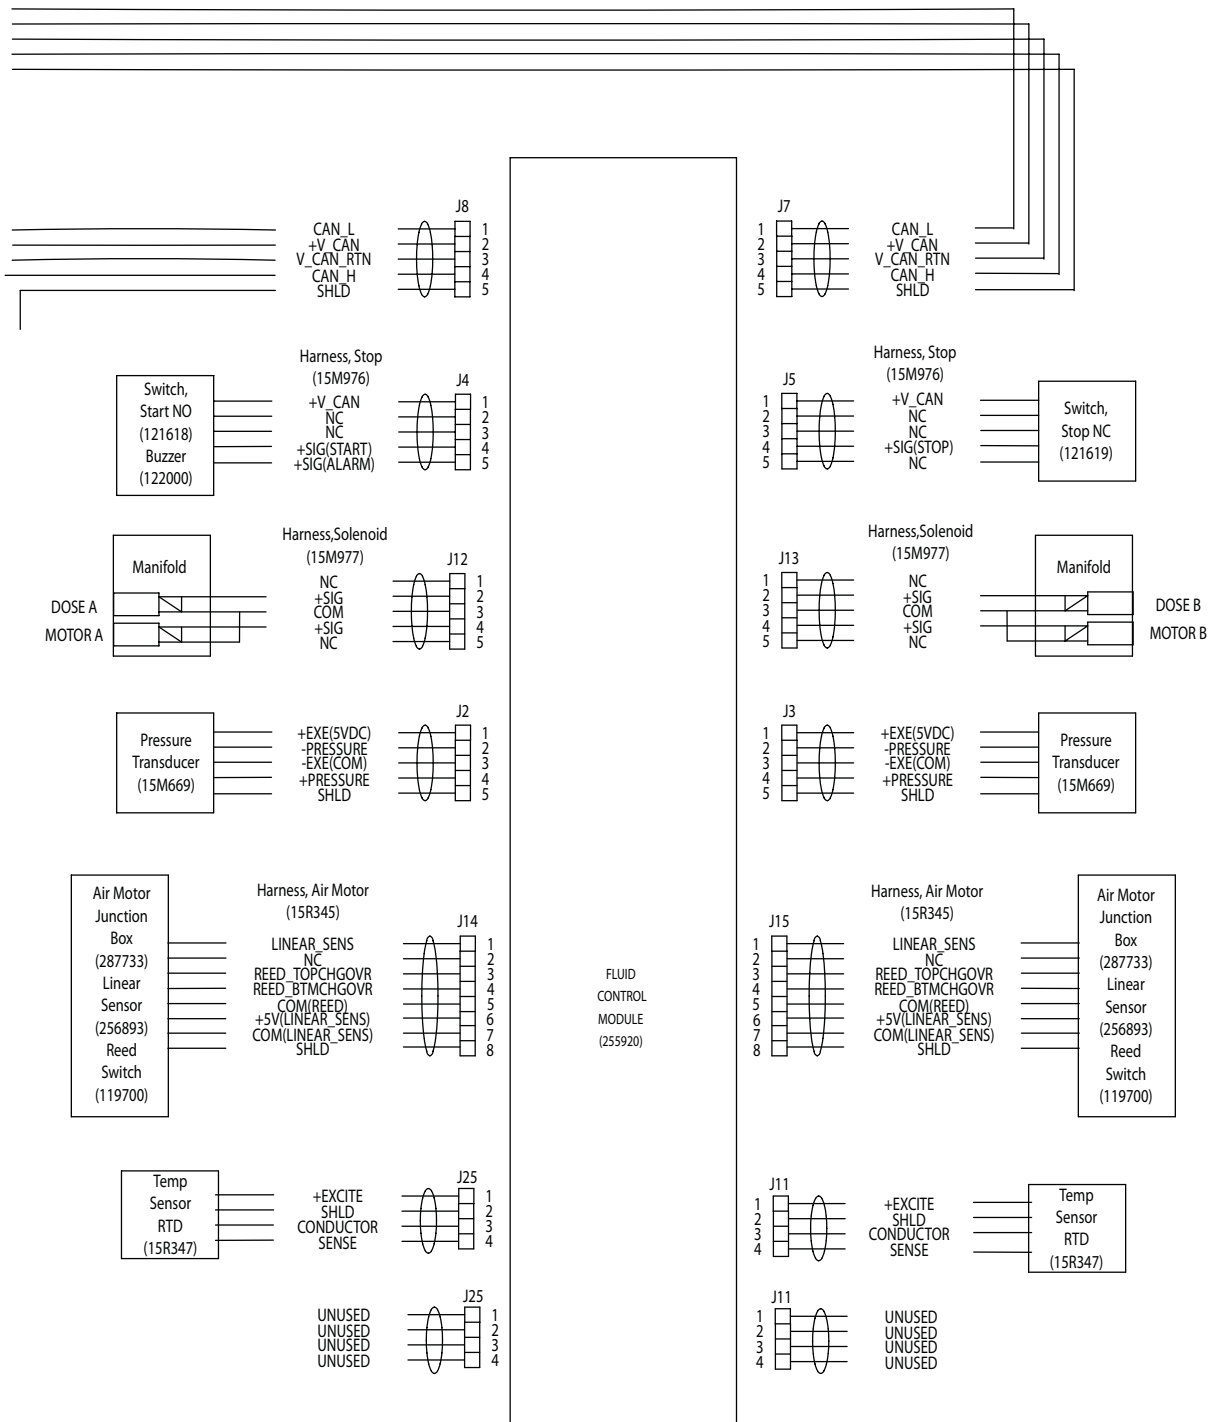 J8
CAN_L 1
+V_CAN 2
V_CAN_RTN 3
CAN_H 4
SHLD 5
J7
1 CAN_L
2 +V_CAN
3 V_CAN_RTN
4 CAN_H
5 SHLD
Harness, Stop
(15M976)
J4
Switch,
Start NO
(121618)
Buzzer
(122000)
+V_CAN 1
NC 2
NC 3
+SIG(START) 4
+SIG(ALARM) 5
Harness, Stop
(15M976)
J5
1 +V_CAN
2 NC
3 NC
4 +SIG(STOP)
5 NC
Switch,
Stop NC
(121619)
Harness,Solenoid
(15M977)
J12
Manifold
DOSE A
MOTOR A
NC 1
+SIG 2
COM 3
+SIG 4
NC 5
Harness,Solenoid
(15M977)
J13
1 NC
2 +SIG
3 COM
4 +SIG
5 NC
Manifold
DOSE B
MOTOR B
J2
Pressure
Transducer
(15M669)
+EXE(5VDC) 1
-PRESSURE 2
-EXE(COM) 3
+PRESSURE 4
SHLD 5
J3
1 +EXE(5VDC)
2 -PRESSURE
3 -EXE(COM)
4 +PRESSURE
5 SHLD
Pressure
Transducer
(15M669)
Air Motor
Junction
Box
(287733)
Linear
Sensor
(256893)
Reed
Switch
(119700)
Harness, Air Motor
(15R345)
J14
LINEAR_SENS 1
NC 2
REED_TOPCHGOVR 3
REED_BTMCHGOVR 4
COM(REED) 5
+5V(LINEAR_SENS) 6
COM(LINEAR_SENS) 7
SHLD 8
FLUID
CONTROL
MODULE
(255920)
Harness, Air Motor
(15R345)
J15
1 LINEAR_SENS
2 NC
3 REED_TOPCHGOVR
4 REED_BTMCHGOVR
5 COM(REED)
6 +5V(LINEAR_SENS)
7 COM(LINEAR_SENS)
8 SHLD
Air Motor
Junction
Box
(287733)
Linear
Sensor
(256893)
Reed
Switch
(119700)
Temp
Sensor
RTD
(15R347)
J25
+EXCITE 1
SHLD 2
CONDUCTOR 3
SENSE 4
J11
1 +EXCITE
2 SHLD
3 CONDUCTOR
4 SENSE
Temp
Sensor
RTD
(15R347)
J25
UNUSED 1
UNUSED 2
UNUSED 3
UNUSED 4
J11
1 UNUSED
2 UNUSED
3 UNUSED
4 UNUSED